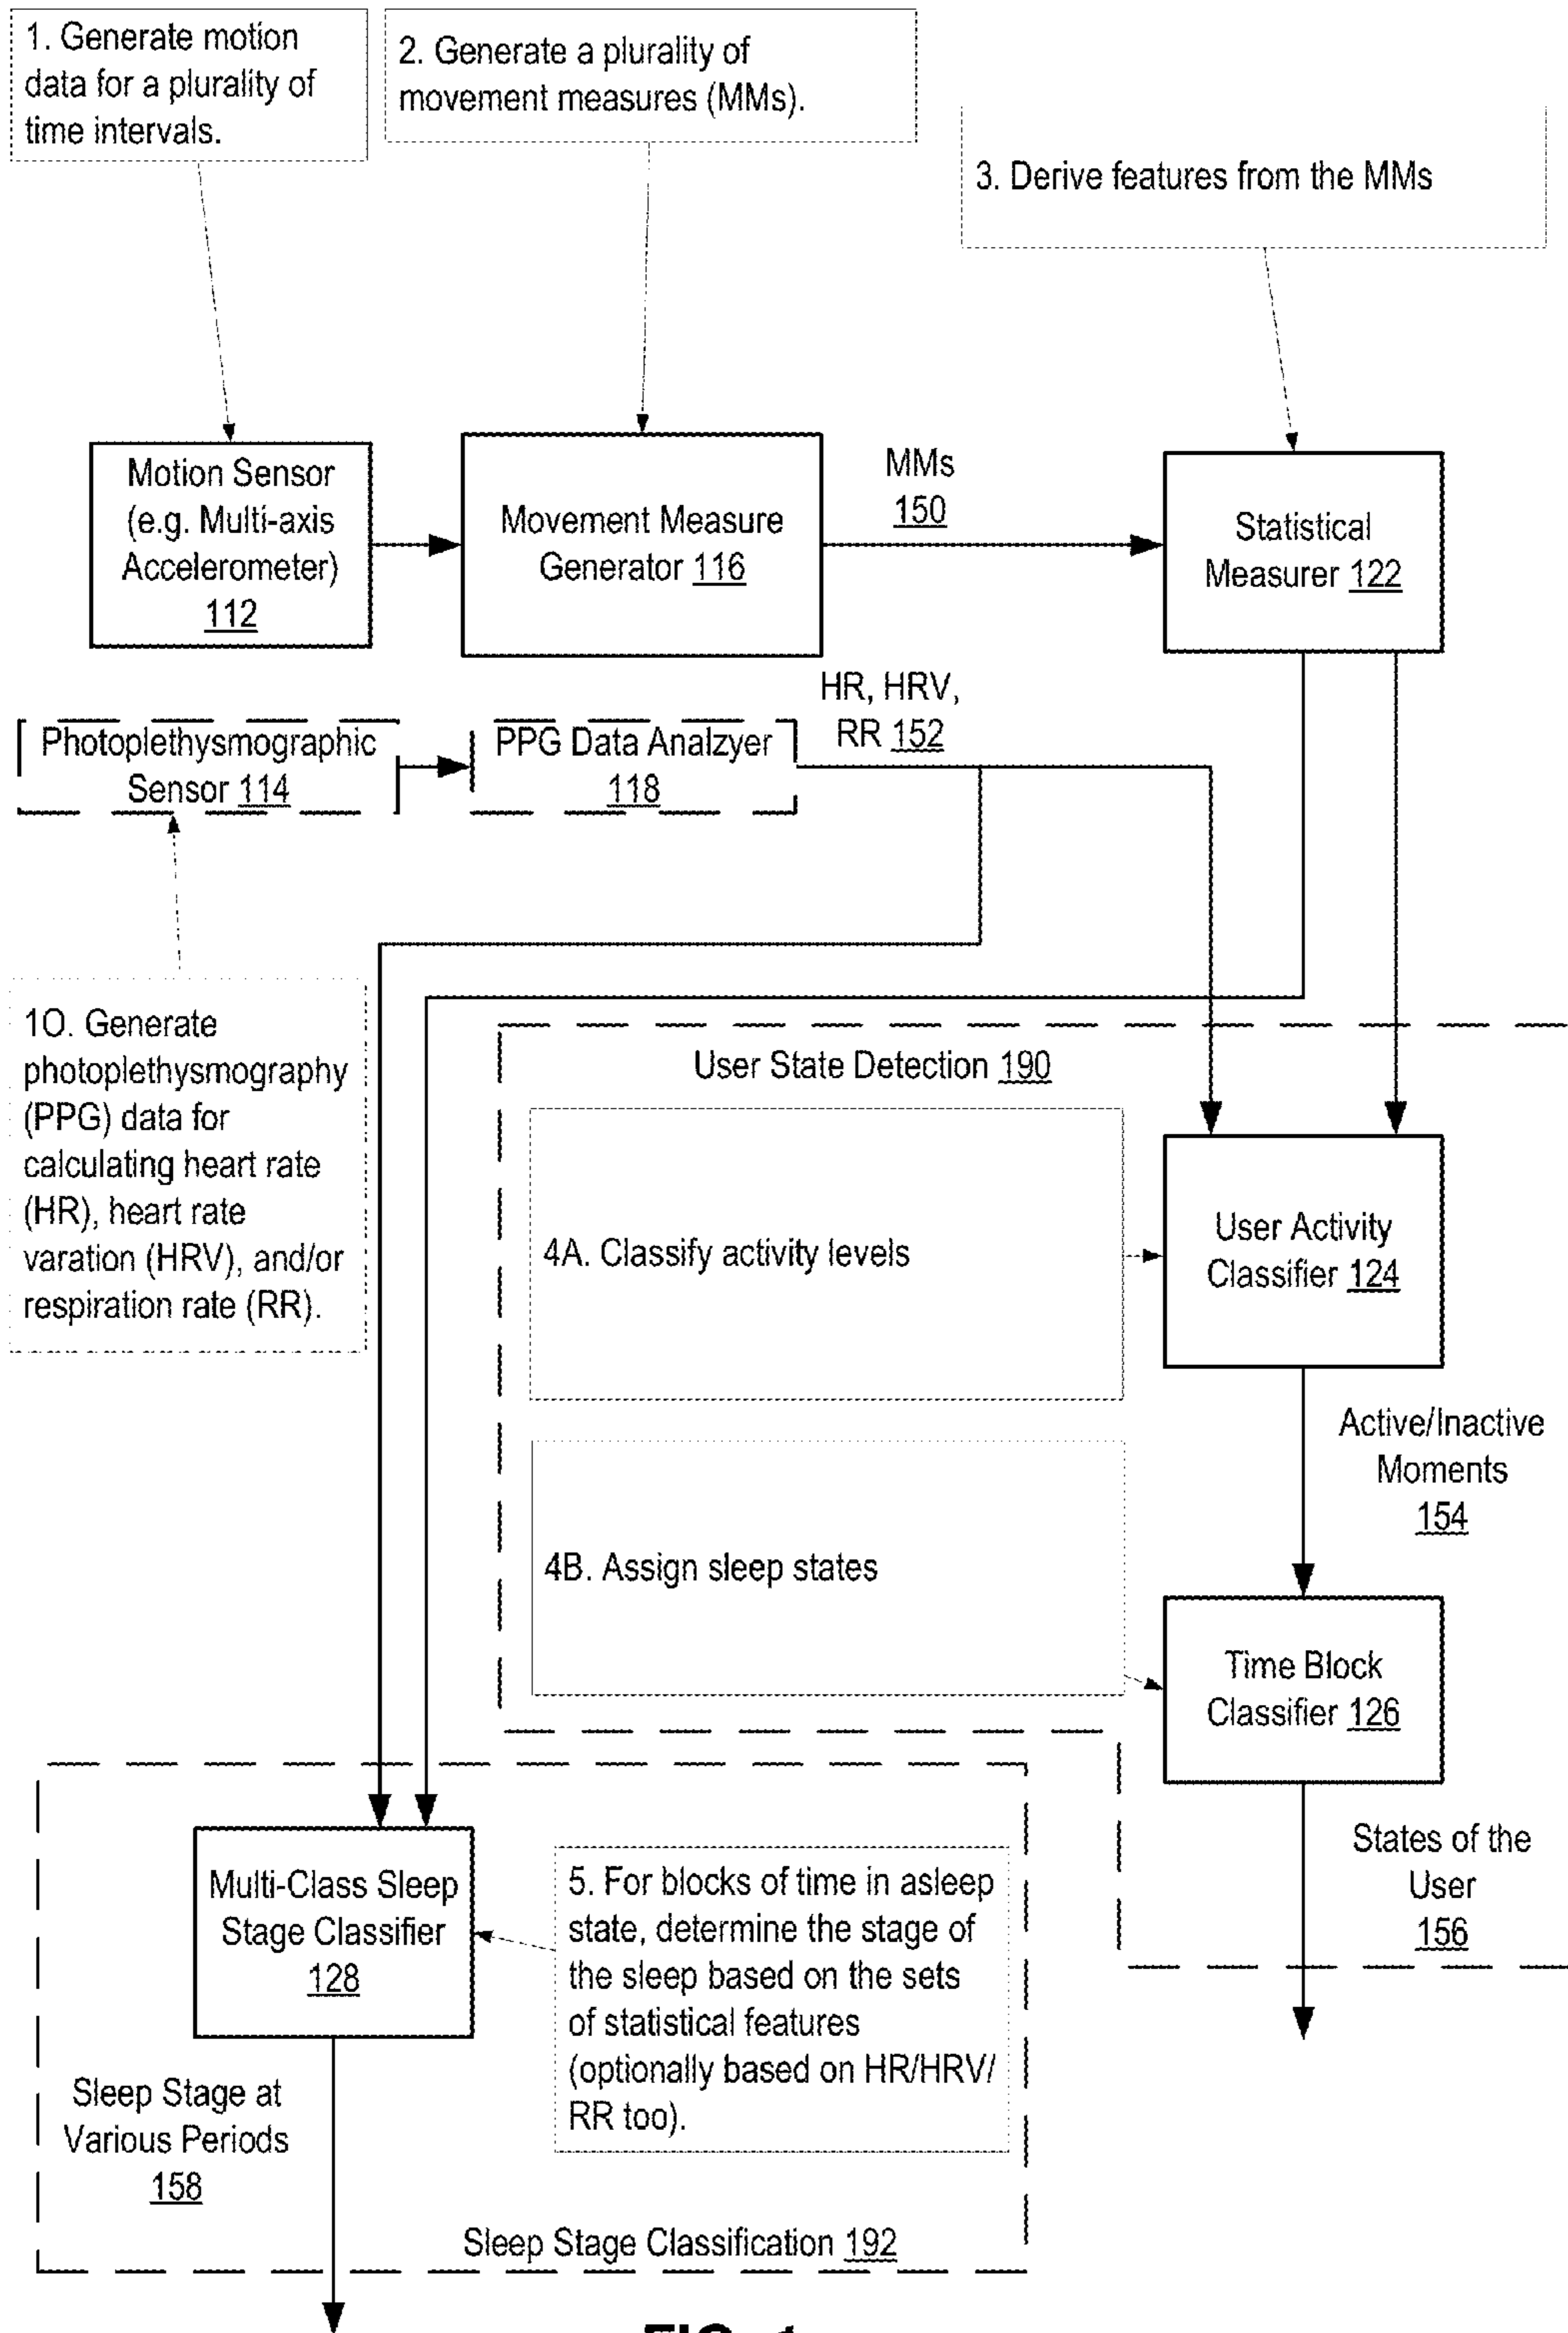 1. Generate motion
data for a plurality of
time intervals.
2. Generate a plurality of
movement measures (MMs).
3. Derive features from the MMs
Motion Sensor
(e.g. Multi-axis
Accelerometer)
112
Movement Measure
Generator 116
MMs
150
Statistical
Measurer 122
HR, HRV,
RR 152
Photoplethysmographic
Sensor 114
PPG Data Analzyer
118
1O. Generate
photoplethysmography
(PPG) data for
calculating heart rate
(HR), heart rate
varation (HRV), and/or
respiration rate (RR).
User State Detection 190
4A. Classify activity levels
User Activity
Classifier 124
Active/Inactive
Moments
154
4B. Assign sleep states
Time Block
Classifier 126
States of the
User
156
Multi-Class Sleep
Stage Classifier
128
5. For blocks of time in asleep
state, determine the stage of
the sleep based on the sets
of statistical features
(optionally based on HR/HRV/
RR too).
Sleep Stage at
Various Periods
158
Sleep Stage Classification 192